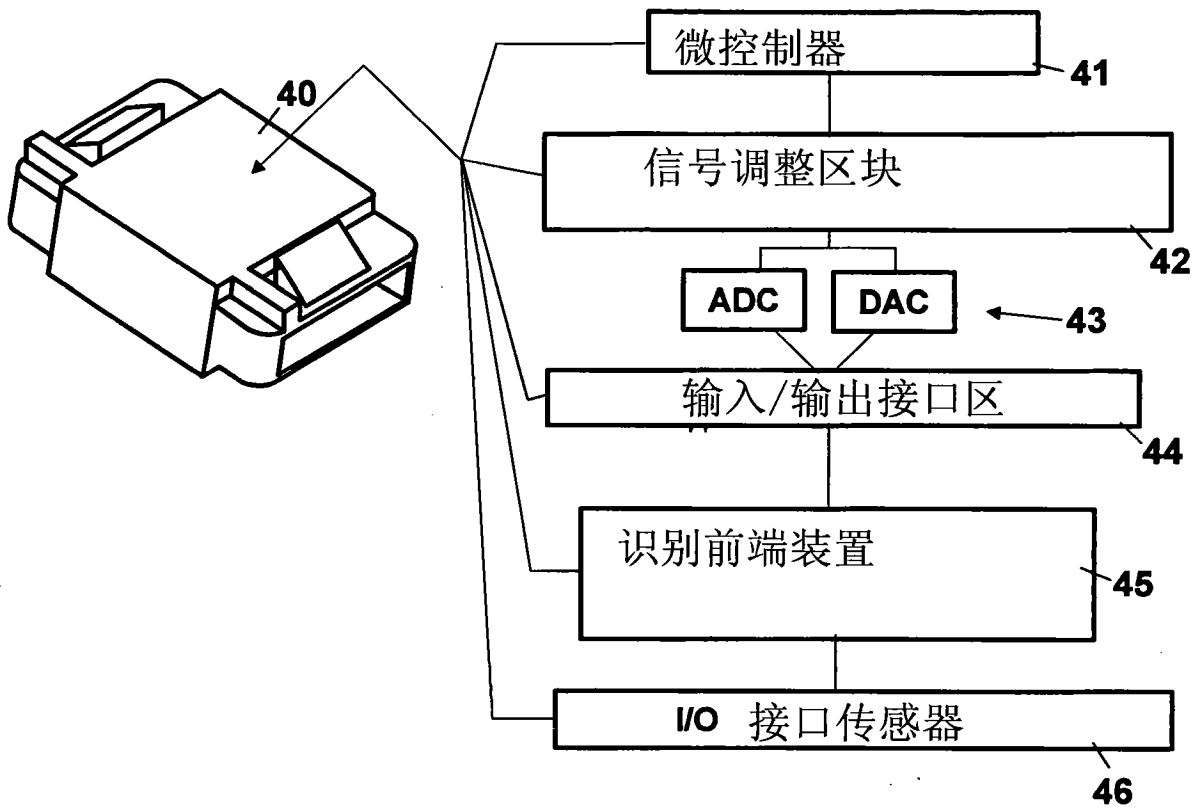 微控制器
41
40
信号调整区块
42
ADC
DAC
43
输入/输出接口区
44
识别前端装置
45
I/O 接口传感器
46